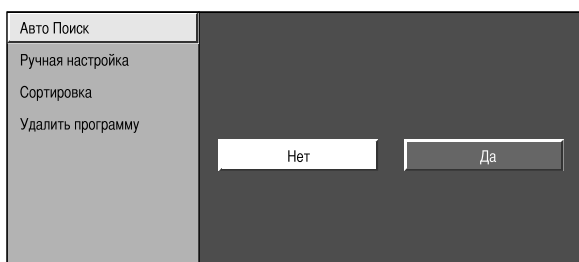 Авто Поиск
Ручная настройка
Сортировка
Удалить программу
Нет
Да